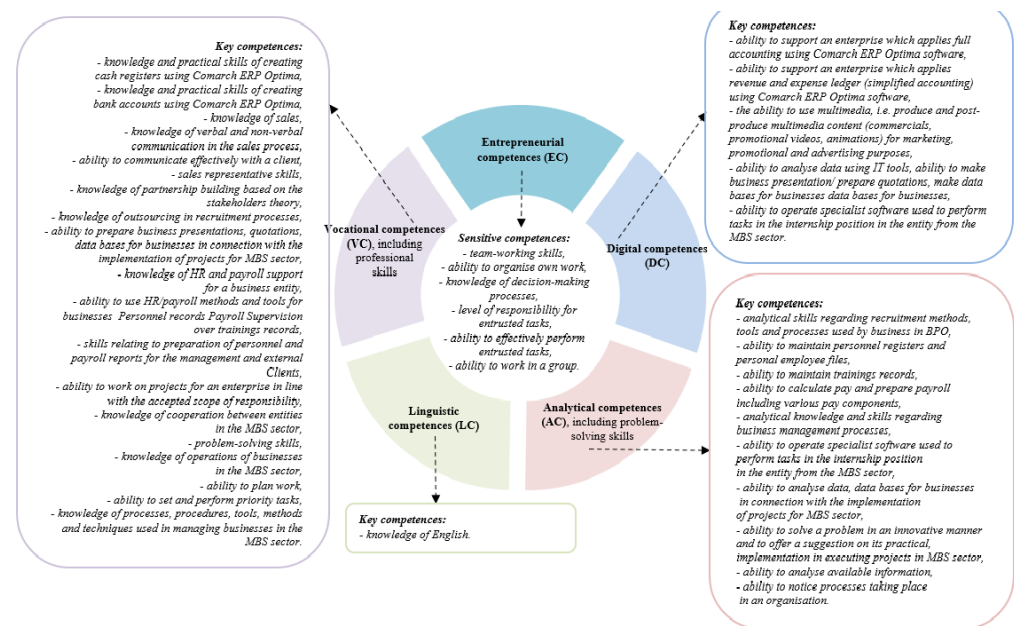 Key competences:
- knowledge and practical skills of creating
cash registers using Comarch ERP Optima,
- knowledge and practical skills of creating
bank accounts using Comarch ERP Optima,
- knowledge of sales,
- knowledge of verbal and non-verbal
communication in the sales process,
- ability to communicate effectively with a client,
- sales representative skills,
- knowledge of partnership building based on the
stakeholders theory,
- knowledge of outsourcing in recruitment processes,
- ability to prepare business presentations, quotations,
data bases for businesses in connection with the
implementation of projects for MBS sector,
- knowledge of HR and payroll support
for a business entity,
- ability to use HR/payroll methods and tools for
businesses Personnel records Payroll Supervision
over trainings records,
- skills relating to preparation of personnel and
payroll reports for the management and external
Clients,
- ability to work on projects for an enterprise in line
with the accepted scope of responsibility,
- knowledge of cooperation between entities
in the MBS sector,
- problem-solving skills,
- knowledge of operations of businesses
in the MBS sector,
- ability to plan work,
- ability to set and perform priority tasks,
- knowledge of processes, procedures, tools, methods
and techniques used in managing businesses in the
MBS sector.
Entrepreneurial
competences (EC)
Vocational competences
(VC), including
professional
skills
Sensitive competences:
- team-working skills,
- ability to organise own work,
- knowledge of decision-making
processes,
- level of responsibility for
entrusted tasks,
- ability to effectively perform
entrusted tasks,
- ability to work in a group.
Digital competences
(DC)
Linguistic
competences (LC)
Analytical competences
(AC), including problem-
solving skills
Key competences:
- knowledge of English.
Key competences:
- ability to support an enterprise which applies full
accounting using Comarch ERP Optima software,
- ability to support an enterprise which applies
revenue and expense ledger (simplified accounting)
using Comarch ERP Optima software,
- the ability to use multimedia, i.e. produce and post-
produce multimedia content (commercials,
promotional videos, animations) for marketing,
promotional and advertising purposes,
- ability to analyse data using IT tools, ability to make
business presentation/ prepare quotations, make data
bases for businesses data bases for businesses,
- ability to operate specialist software used to perform
tasks in the internship position in the entity from the
MBS sector.
Key competences:
- analytical skills regarding recruitment methods,
tools and processes used by business in BPO,
- ability to maintain personnel registers and
personal employee files,
- ability to maintain trainings records,
- ability to calculate pay and prepare payroll
including various pay components,
- analytical knowledge and skills regarding
business management processes,
- ability to operate specialist software used to
perform tasks in the internship position
in the entity from the MBS sector,
- ability to analyse data, data bases for businesses
in connection with the implementation
of projects for MBS sector,
- ability to solve a problem in an innovative manner
and to offer a suggestion on its practical,
implementation in executing projects in MBS sector,
- ability to analyse available information,
- ability to notice processes taking place
in an organisation.